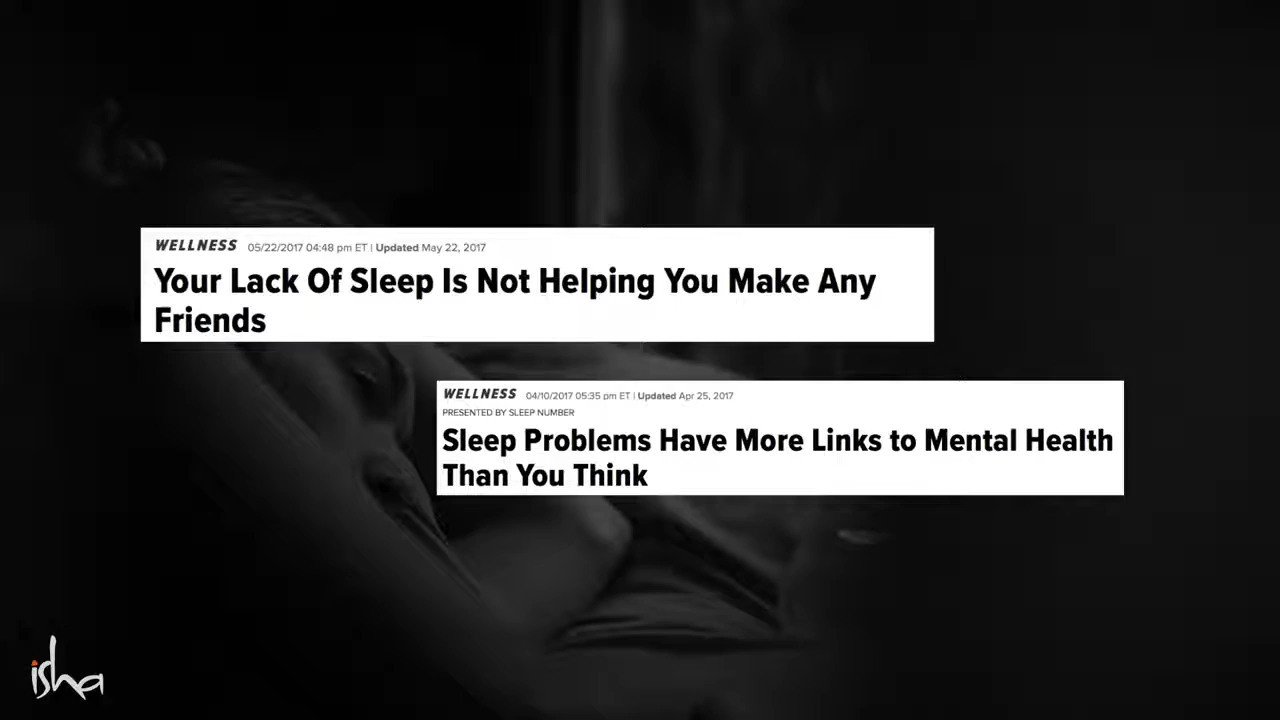 WELLNESS 05/22/2017 04:48 pm ET | Updated May 22, 2017
Your Lack Of Sleep Is Not Helping You Make Any
Friends
WELLNESS 04/10/2017 05:35 pm ET | Updated Apr 25, 2017
PRESENTED BY SLEEP NUMBER
Sleep Problems Have More Links to Mental Health
Than You Think
isha